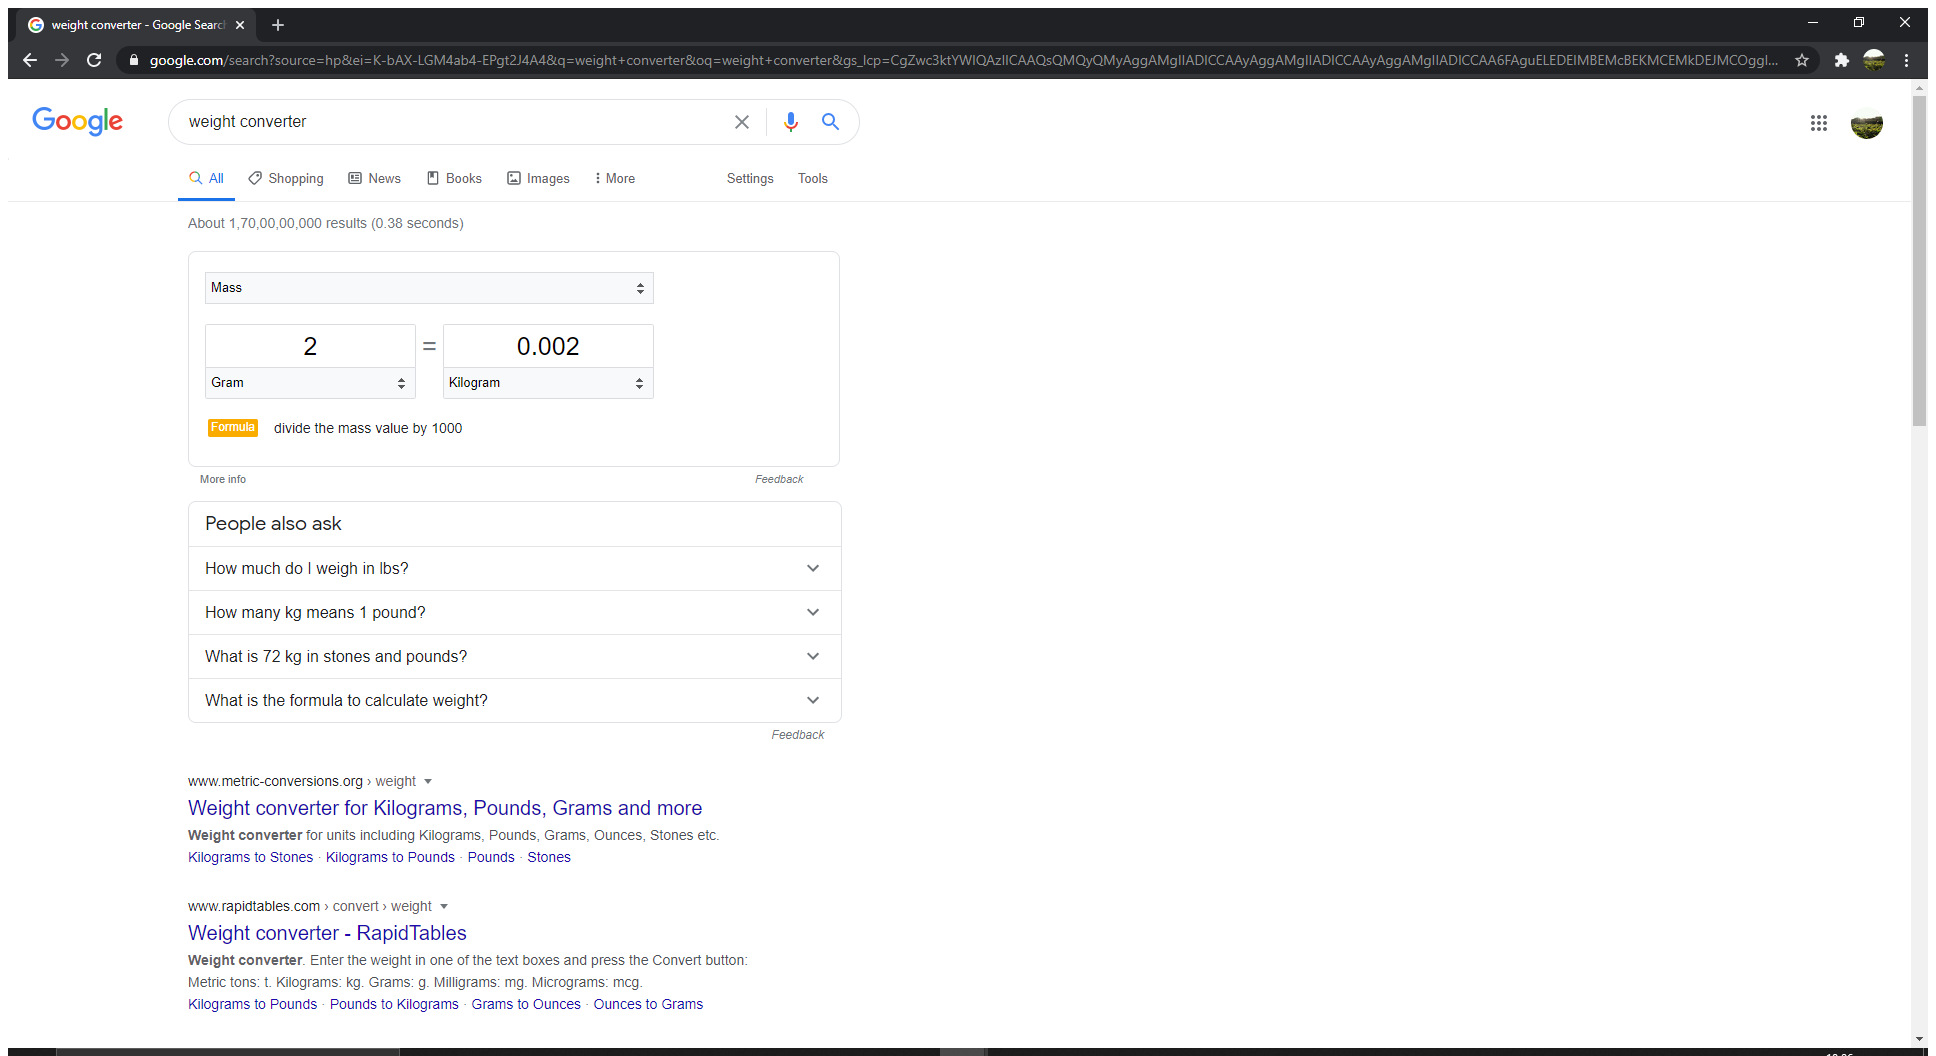 weight converter - Google Searc
google.com/search?source=hp&ei=K-bAX-LGM4ab4-EPgt2J4A4&q=weight+converter&oq=weight+converter&gs_lcp=CgZwc3ktYWIQAzIICAAQsQMQyQMyAggAMgIIADICCAAyAggAMgIIADICCAAyAggAMgIIADICCAA6FAguELEDEIMBEMcBEKMCEMkDEJMCOggI...
Google
weight converter
All Shopping News Books Images More Settings Tools
About 1,70,00,00,000 results (0.38 seconds)
Mass
2 = 0.002
Gram Kilogram
Formula divide the mass value by 1000
More info Feedback
People also ask
How much do I weigh in lbs?
How many kg means 1 pound?
What is 72 kg in stones and pounds?
What is the formula to calculate weight?
Feedback
www.metric-conversions.org › weight
Weight converter for Kilograms, Pounds, Grams and more
Weight converter for units including Kilograms, Pounds, Grams, Ounces, Stones etc.
Kilograms to Stones · Kilograms to Pounds · Pounds · Stones
www.rapidtables.com › convert › weight
Weight converter - RapidTables
Weight converter. Enter the weight in one of the text boxes and press the Convert button:
Metric tons: t. Kilograms: kg. Grams: g. Milligrams: mg. Micrograms: mcg.
Kilograms to Pounds · Pounds to Kilograms · Grams to Ounces · Ounces to Grams